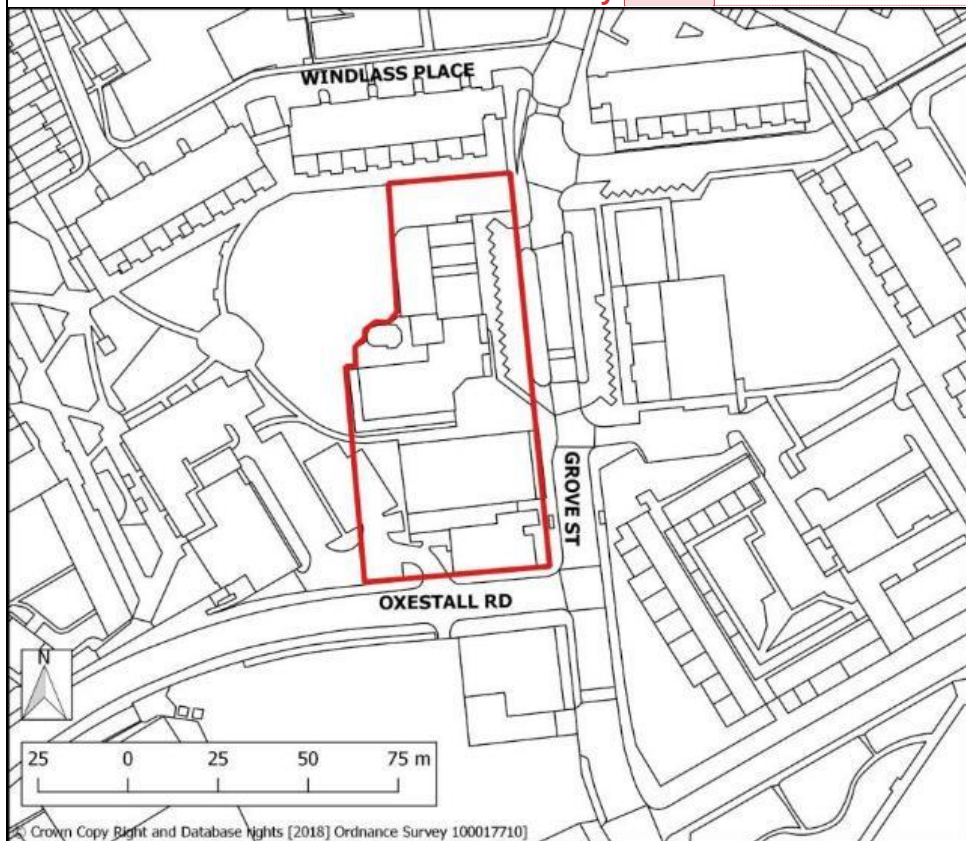 WINDLASS PLACE
GROVE ST
OXESTALL RD
N
25 0 25 50 75 m
© Crown Copy Right and Database rights [2018] Ordnance Survey 100017710]